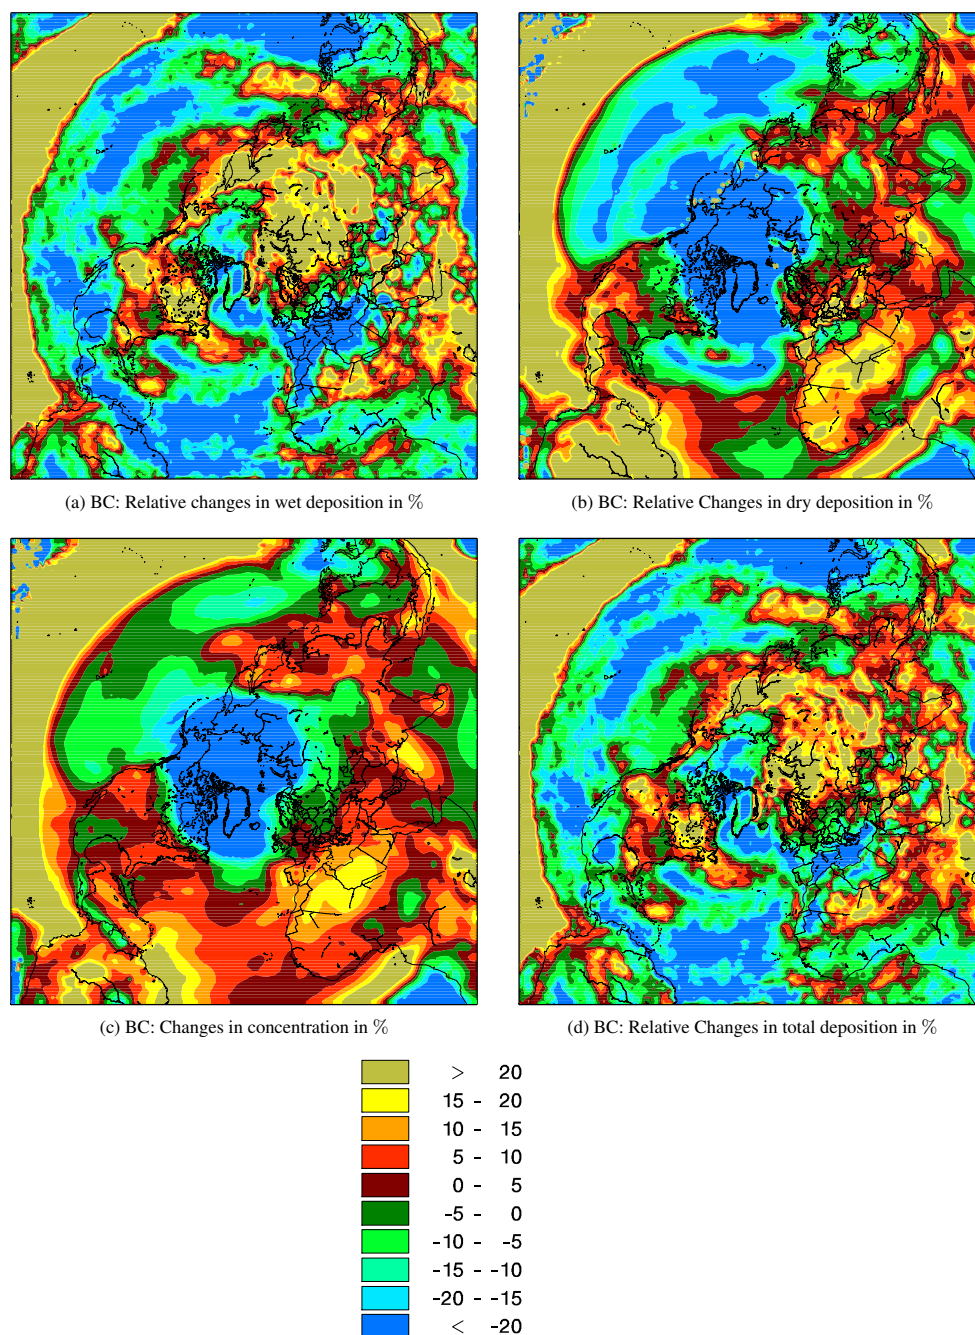 (a) BC: Relative changes in wet deposition in %
(b) BC: Relative Changes in dry deposition in %
(c) BC: Changes in concentration in %
(d) BC: Relative Changes in total deposition in %
> 20
15 - 20
10 - 15
5 - 10
0 - 5
-5 - 0
-10 - -5
-15 - -10
-20 - -15
< -20